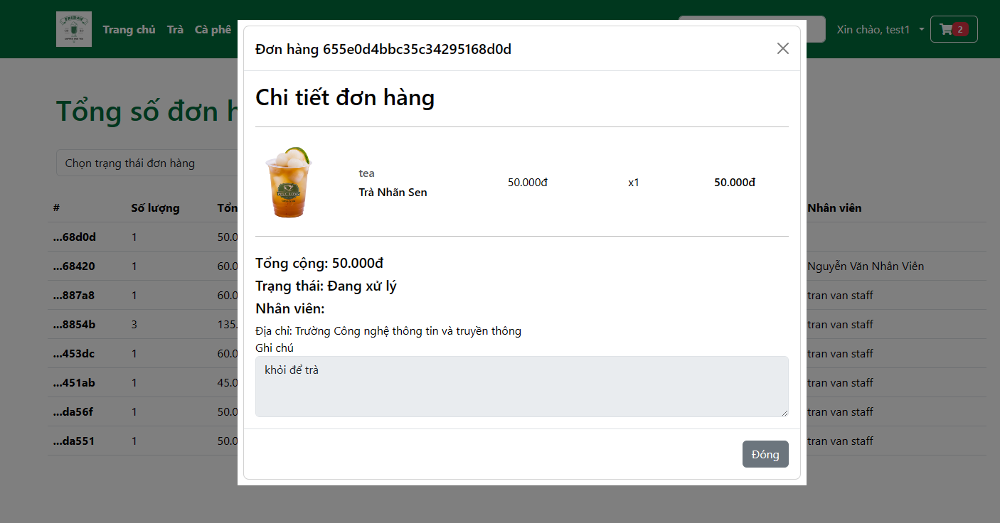 FRIDAY
COFFEE AND TEA
Trang chủ Trà Cà phê
Xin chào, test1
2
Tổng số đơn h
Chọn trạng thái đơn hàng
# Số lượng Tổn Nhân viên
...68d0d 1 50.0
...68420 1 60.0 Nguyễn Văn Nhân Viên
...887a8 1 60.0 tran van staff
...8854b 3 135. tran van staff
...453dc 1 60.0 tran van staff
...451ab 1 45.0 tran van staff
...da56f 1 50.0 tran van staff
...da551 1 50.0 tran van staff
Đơn hàng 655e0d4bbc35c34295168d0d
Chi tiết đơn hàng
PHUC LONG
tea
Trà Nhãn Sen
50.000đ x1 50.000đ
Tổng cộng: 50.000đ
Trạng thái: Đang xử lý
Nhân viên:
Địa chỉ: Trường Công nghệ thông tin và truyền thông
Ghi chú
khỏi để trà
Đóng